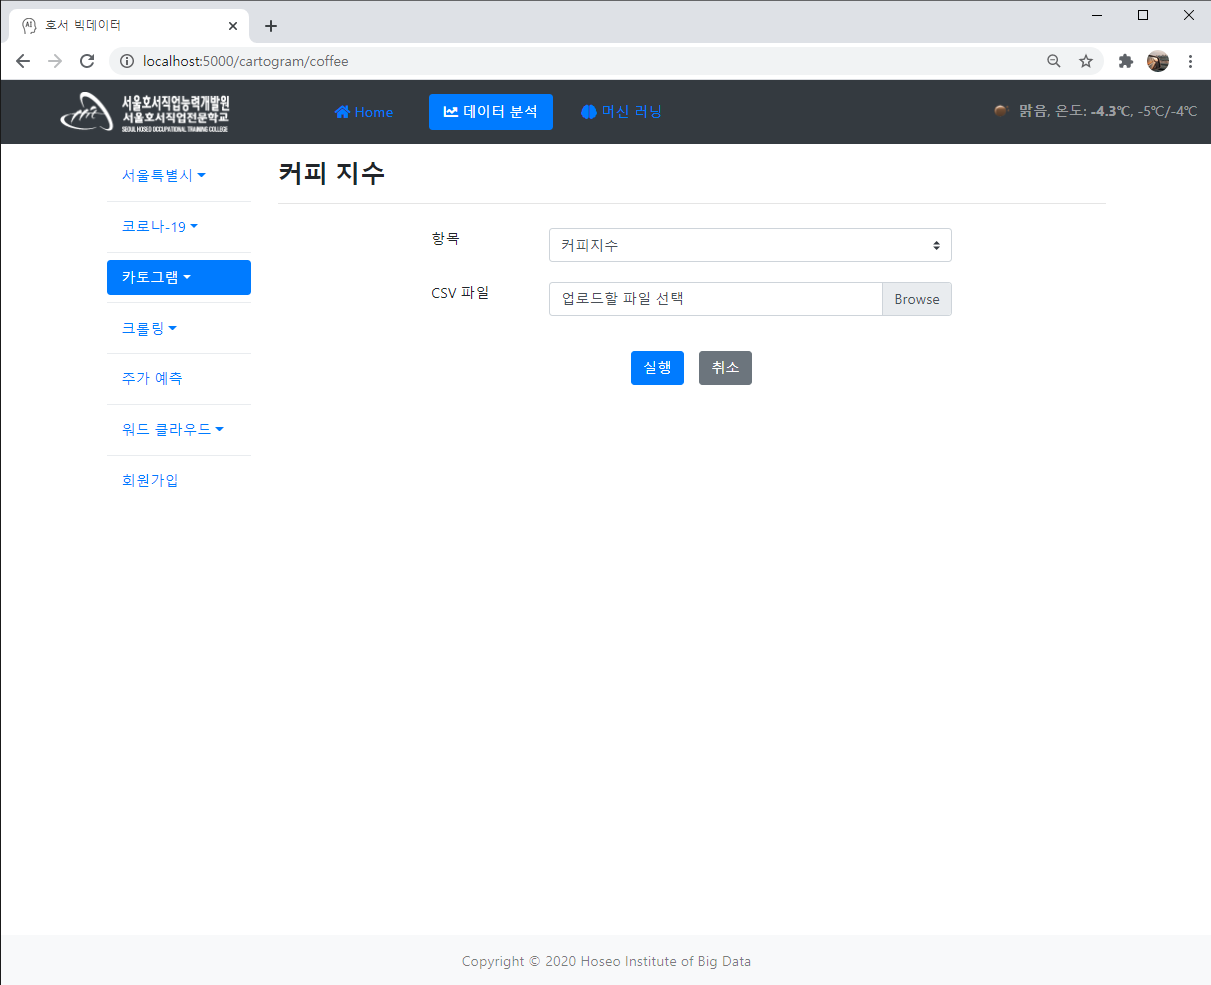 호서 빅데이터
localhost:5000/cartogram/coffee
서울호서직업능력개발원
서울호서직업전문학교
SEOUL HOSEO OCCUPATIONAL TRAINING COLLEGE
Home
데이터 분석
머신 러닝
맑음, 온도: -4.3℃, -5℃/-4℃
서울특별시
코로나-19
카토그램
크롤링
주가 예측
워드 클라우드
회원가입
커피 지수
항목
커피지수
CSV 파일
업로드할 파일 선택
Browse
실행
취소
Copyright © 2020 Hoseo Institute of Big Data